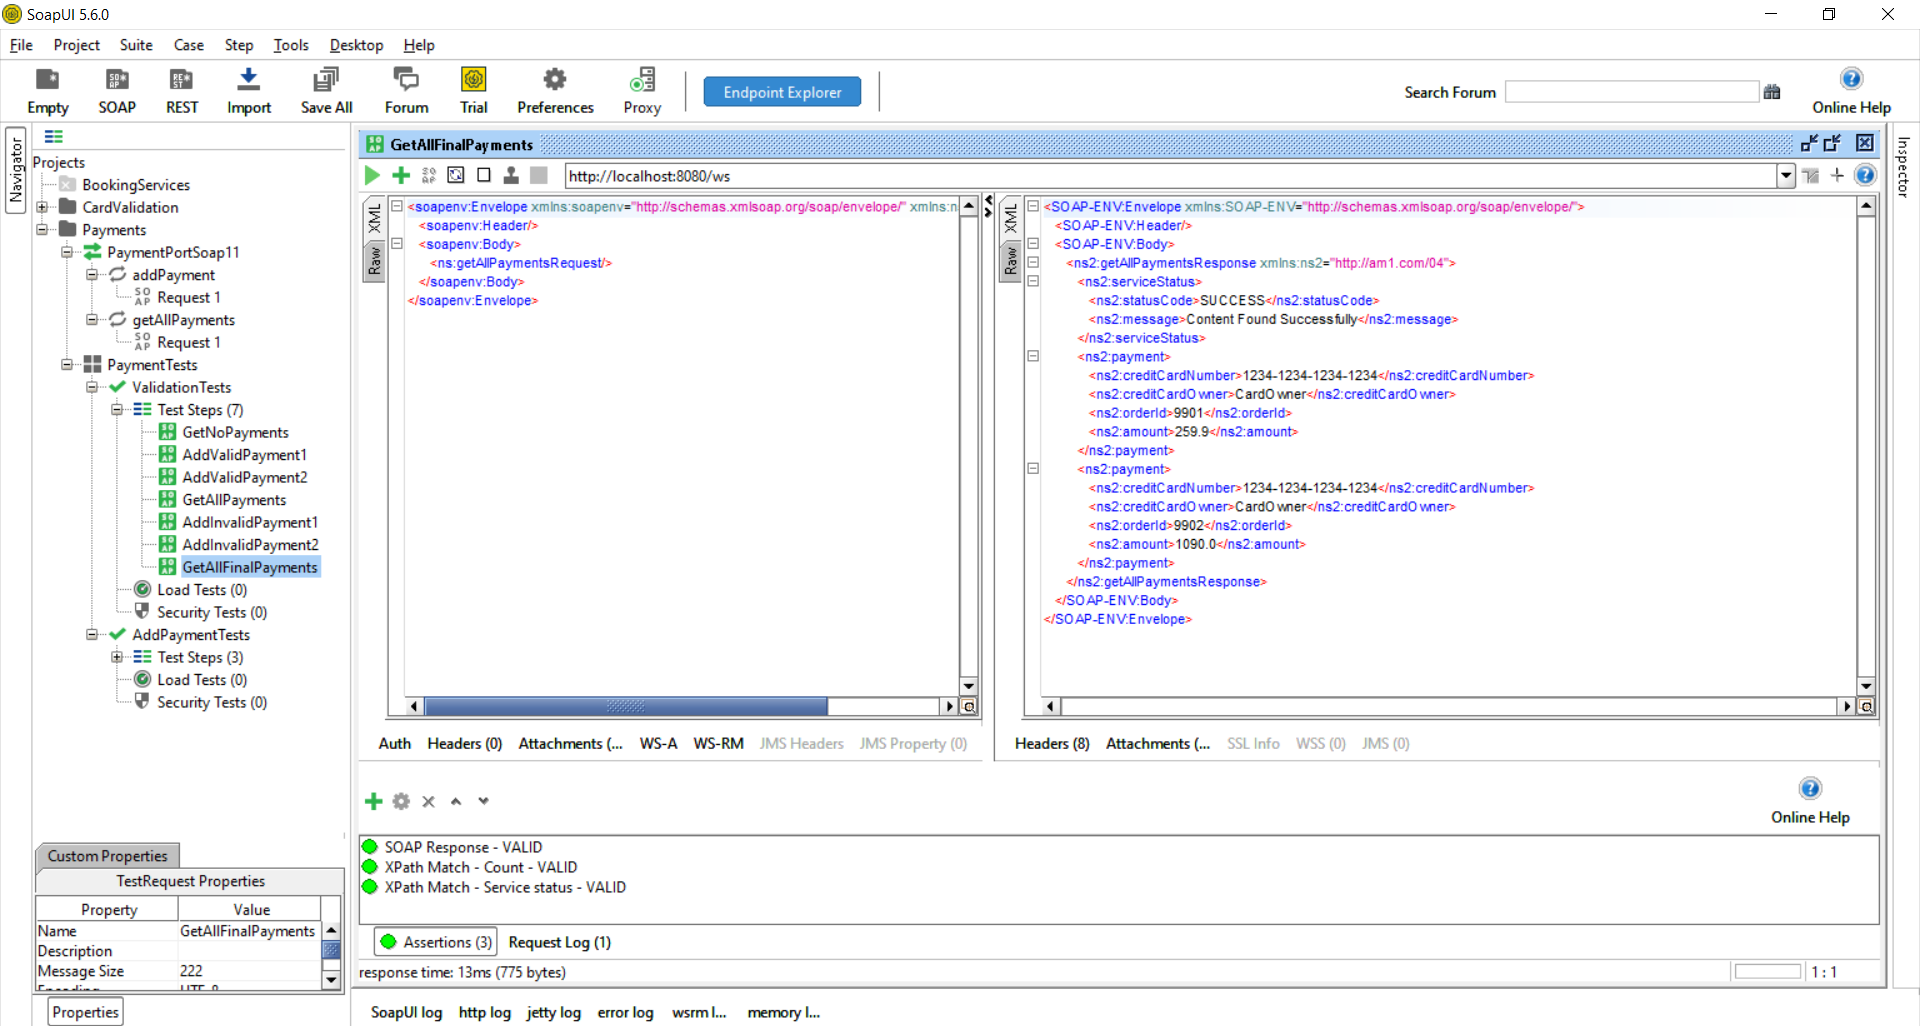 SoapUI 5.6.0
File Project Suite Case Step Tools Desktop Help
Empty SOAP REST Import Save All Forum Trial Preferences Proxy Endpoint Explorer Search Forum Online Help
Navigator
Projects
BookingServices
CardValidation
Payments
PaymentPortSoap11
addPayment
Request 1
getAllPayments
Request 1
PaymentTests
ValidationTests
Test Steps (7)
GetNoPayments
AddValidPayment1
AddValidPayment2
GetAllPayments
AddInvalidPayment1
AddInvalidPayment2
GetAllFinalPayments
Load Tests (0)
Security Tests (0)
AddPaymentTests
Test Steps (3)
Load Tests (0)
Security Tests (0)
Custom Properties
TestRequest Properties
Property Value
Name GetAllFinalPayments
Description
Message Size 222
Encoding UTF-8
Properties
GetAllFinalPayments
http://localhost:8080/ws
XML
Raw
<soapenv:Envelope xmlns:soapenv="http://schemas.xmlsoap.org/soap/envelope/" xmlns:n
<soapenv:Header/>
<soapenv:Body>
<ns:getAllPaymentsRequest/>
</soapenv:Body>
</soapenv:Envelope>
Auth Headers (0) Attachments (... WS-A WS-RM JMS Headers JMS Property (0)
XML
Raw
<SOAP-ENV:Envelope xmlns:SOAP-ENV="http://schemas.xmlsoap.org/soap/envelope/">
<SOAP-ENV:Header/>
<SOAP-ENV:Body>
<ns2:getAllPaymentsResponse xmlns:ns2="http://am1.com/04">
<ns2:serviceStatus>
<ns2:statusCode>SUCCESS</ns2:statusCode>
<ns2:message>Content Found Successfully</ns2:message>
</ns2:serviceStatus>
<ns2:payment>
<ns2:creditCardNumber>1234-1234-1234-1234</ns2:creditCardNumber>
<ns2:creditCardOwner>CardOwner</ns2:creditCardOwner>
<ns2:orderId>9901</ns2:orderId>
<ns2:amount>259.9</ns2:amount>
</ns2:payment>
<ns2:payment>
<ns2:creditCardNumber>1234-1234-1234-1234</ns2:creditCardNumber>
<ns2:creditCardOwner>CardOwner</ns2:creditCardOwner>
<ns2:orderId>9902</ns2:orderId>
<ns2:amount>1090.0</ns2:amount>
</ns2:payment>
</ns2:getAllPaymentsResponse>
</SOAP-ENV:Body>
</SOAP-ENV:Envelope>
Headers (8) Attachments (... SSL Info WSS (0) JMS (0)
Online Help
SOAP Response - VALID
XPath Match - Count - VALID
XPath Match - Service status - VALID
Assertions (3) Request Log (1)
response time: 13ms (775 bytes) 1 : 1
SoapUI log http log jetty log error log wsrm l... memory l...
Inspector